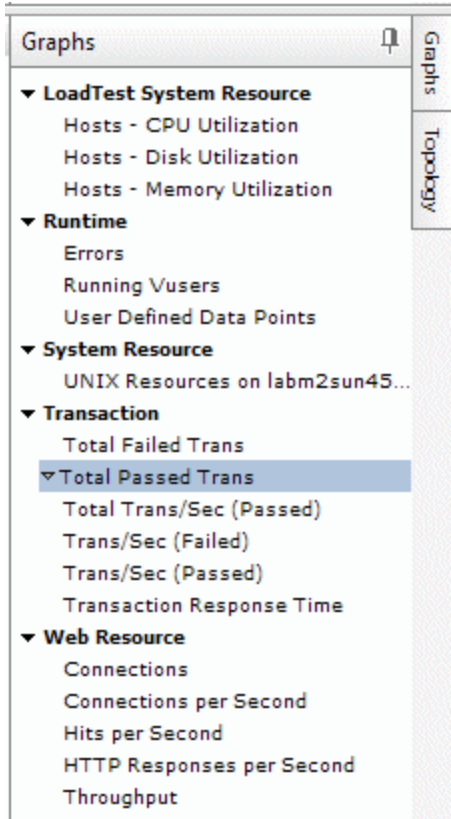 Graphs
LoadTest System Resource
Hosts - CPU Utilization
Hosts - Disk Utilization
Hosts - Memory Utilization
Runtime
Errors
Running Vusers
User Defined Data Points
System Resource
UNIX Resources on labm2sun45...
Transaction
Total Failed Trans
Total Passed Trans
Total Trans/Sec (Passed)
Trans/Sec (Failed)
Trans/Sec (Passed)
Transaction Response Time
Web Resource
Connections
Connections per Second
Hits per Second
HTTP Responses per Second
Throughput
Graphs
Topology